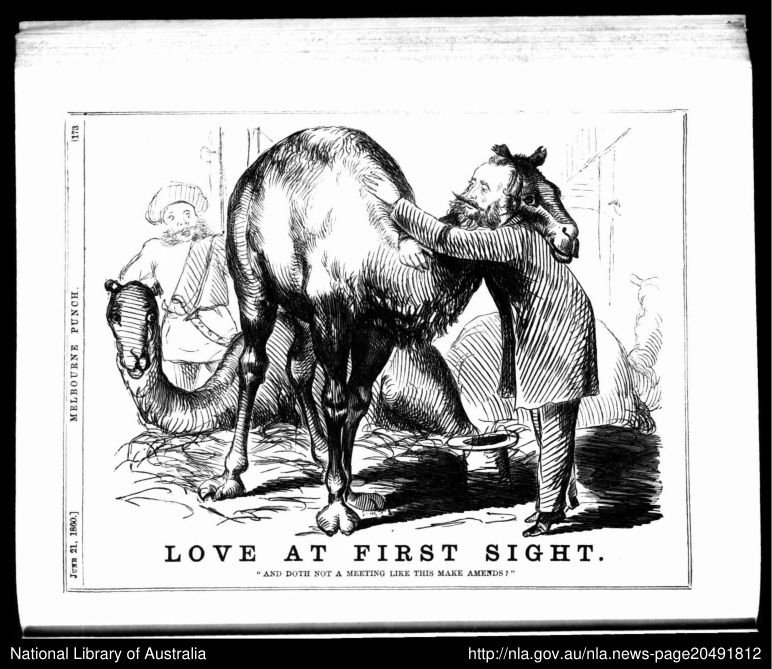 173
MELBOURNE PUNCH.
JUNE 21, 1860.]
LOVE AT FIRST SIGHT.
"AND DOTH NOT A MEETING LIKE THIS MAKE AMENDS?"
National Library of Australia
http://nla.gov.au/nla.news-page20491812